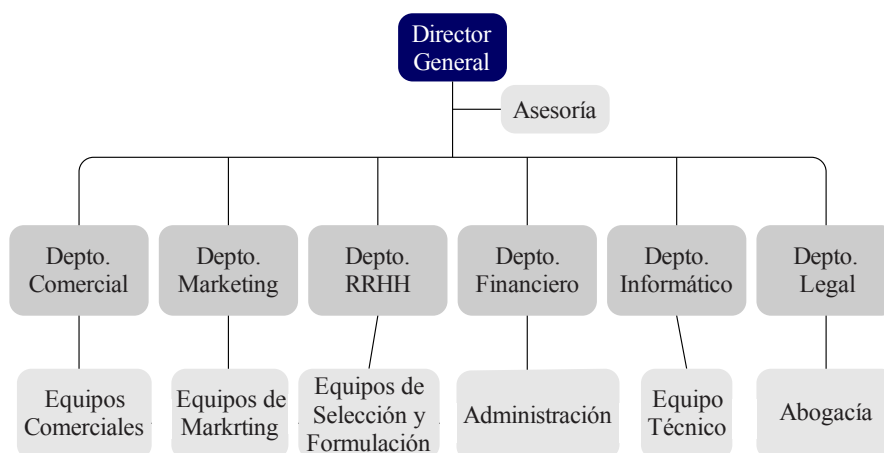 Director
General
Asesoría
Depto.
Comercial
Depto.
Marketing
Depto.
RRHH
Depto.
Financiero
Depto.
Informático
Depto.
Legal
Equipos
Comerciales
Equipos de
Markrting
Equipos de
Selección y
Formulación
Administración
Equipo
Técnico
Abogacía